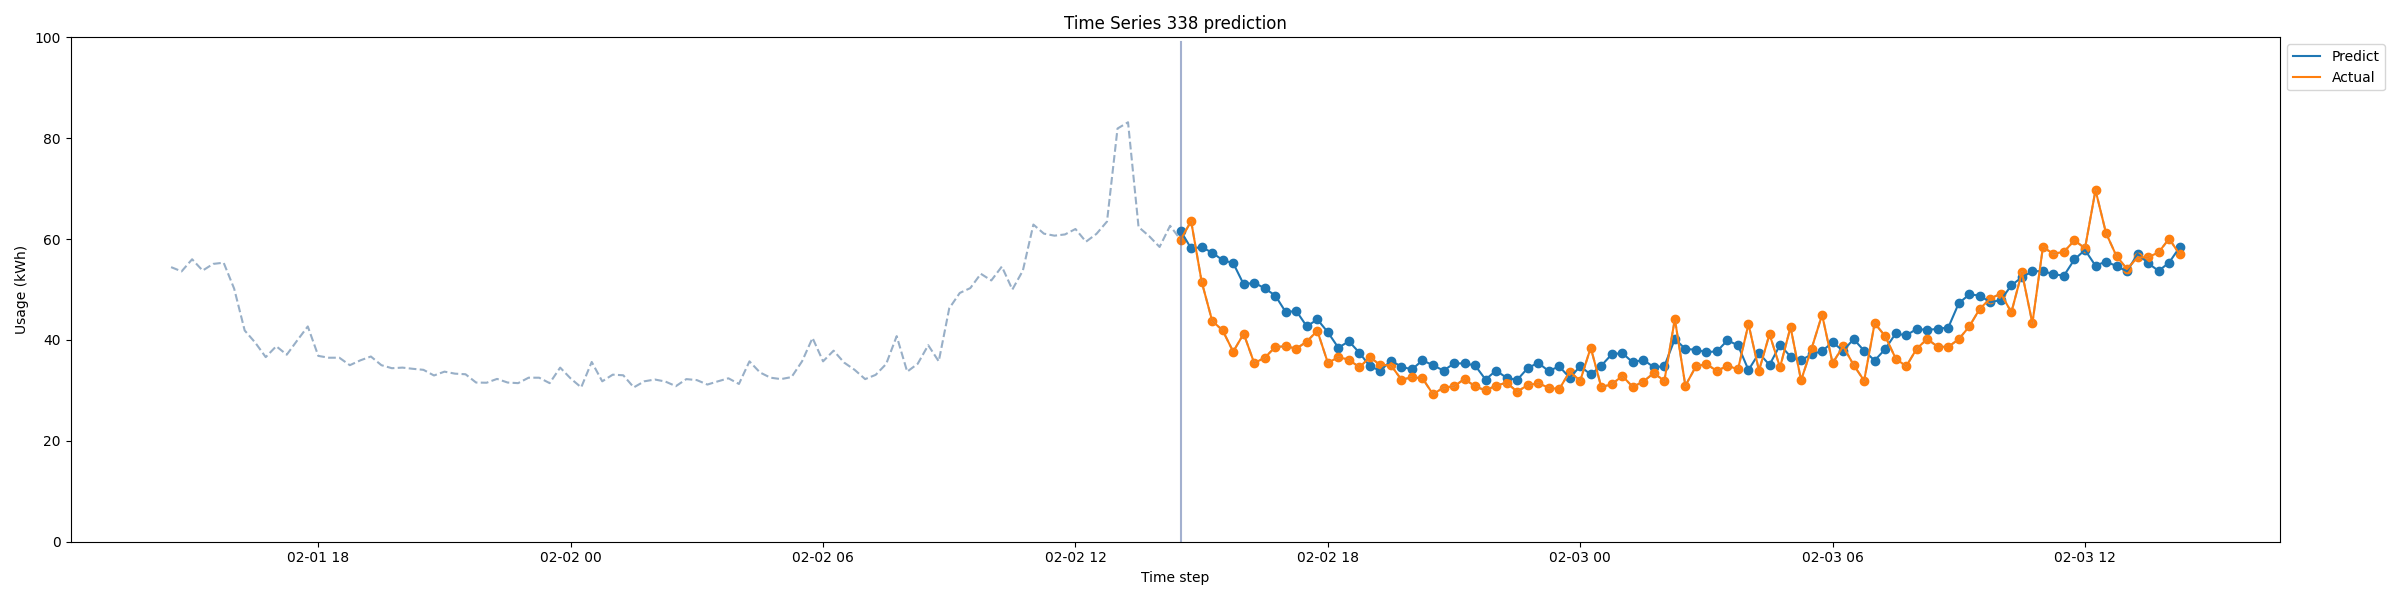 Time Series 338 prediction
Predict
Actual
Usage (kWh)
100
80
60
40
20
0
02-01 18
02-02 00
02-02 06
02-02 12
02-02 18
02-03 00
02-03 06
02-03 12
Time step